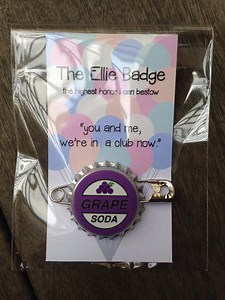 The Ellie Badge
the highest honor i can bestow
"you and me,
we're in a club now."
GRAPE
SODA